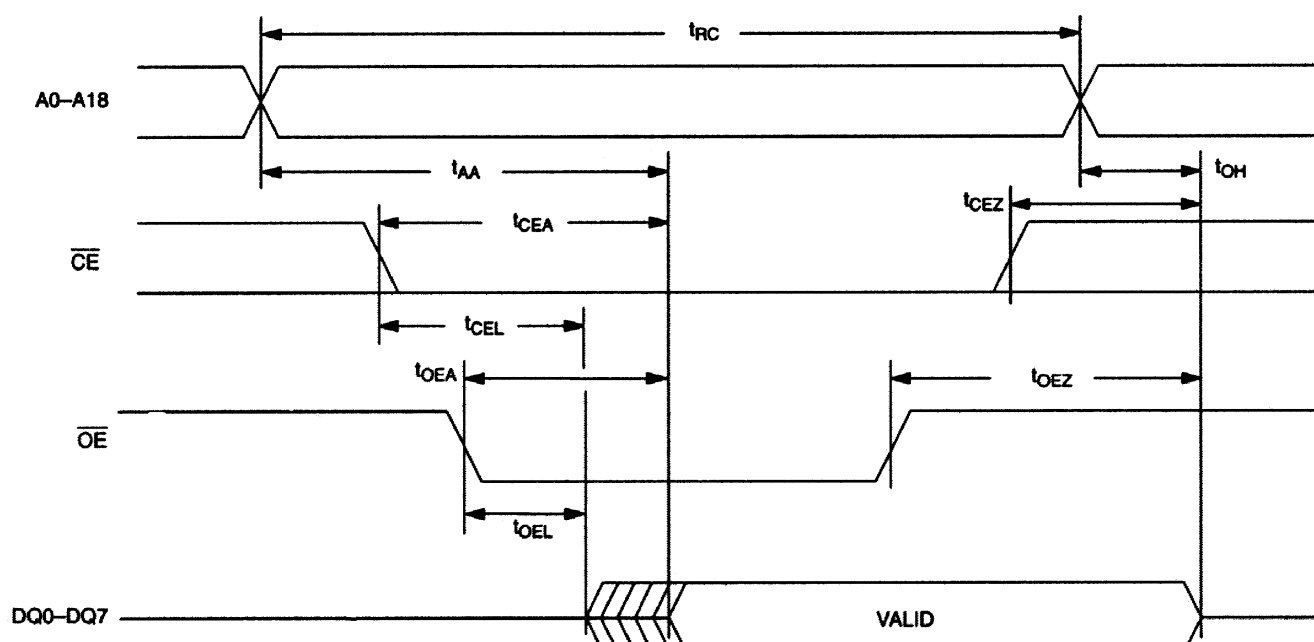 tRC
A0–A18
tAA
tOH
tCEA
tCEZ
CE
tCEL
tOEA
tOEZ
OE
tOEL
DQ0–DQ7
VALID